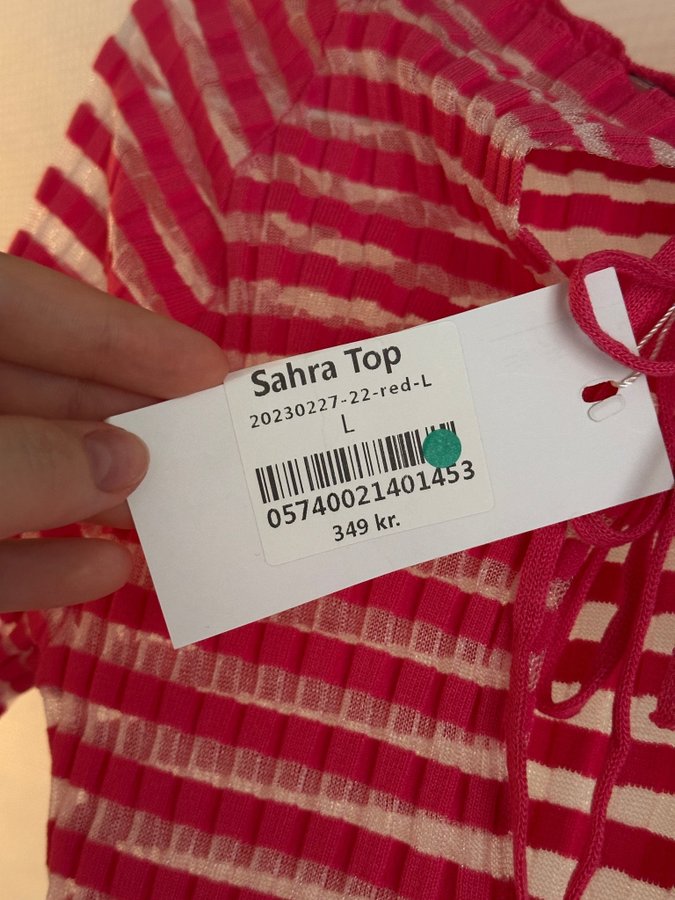 Sahra Top
20230227-22-red-L
L
05740021401453
349 kr.